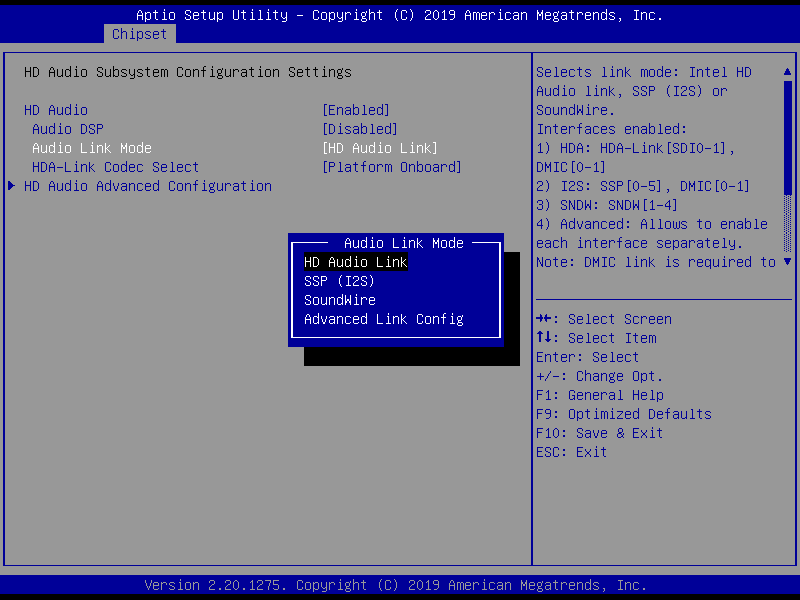 Aptio Setup Utility – Copyright (C) 2019 American Megatrends, Inc.
Chipset
HD Audio Subsystem Configuration Settings
HD Audio [Enabled]
Audio DSP [Disabled]
Audio Link Mode [HD Audio Link]
HDA-Link Codec Select [Platform Onboard]
HD Audio Advanced Configuration
Audio Link Mode
HD Audio Link
SSP (I2S)
SoundWire
Advanced Link Config
Selects link mode: Intel HD
Audio link, SSP (I2S) or
SoundWire.
Interfaces enabled:
1) HDA: HDA-Link[SDI0-1],
DMIC[0-1]
2) I2S: SSP[0-5], DMIC[0-1]
3) SNDW: SNDW[1-4]
4) Advanced: Allows to enable
each interface separately.
Note: DMIC link is required to
→←: Select Screen
↑↓: Select Item
Enter: Select
+/-: Change Opt.
F1: General Help
F9: Optimized Defaults
F10: Save & Exit
ESC: Exit
Version 2.20.1275. Copyright (C) 2019 American Megatrends, Inc.